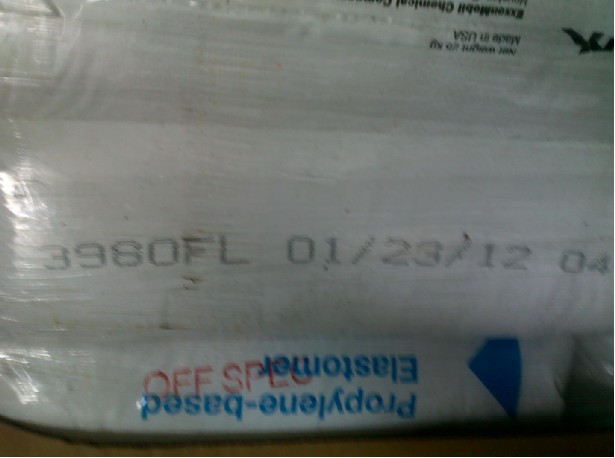 ExxonMobil Chemical
Made in USA
Net weight 25 kg
3980FL 01/23/12 04
OFF SPEC
Propylene-based
Elastomer